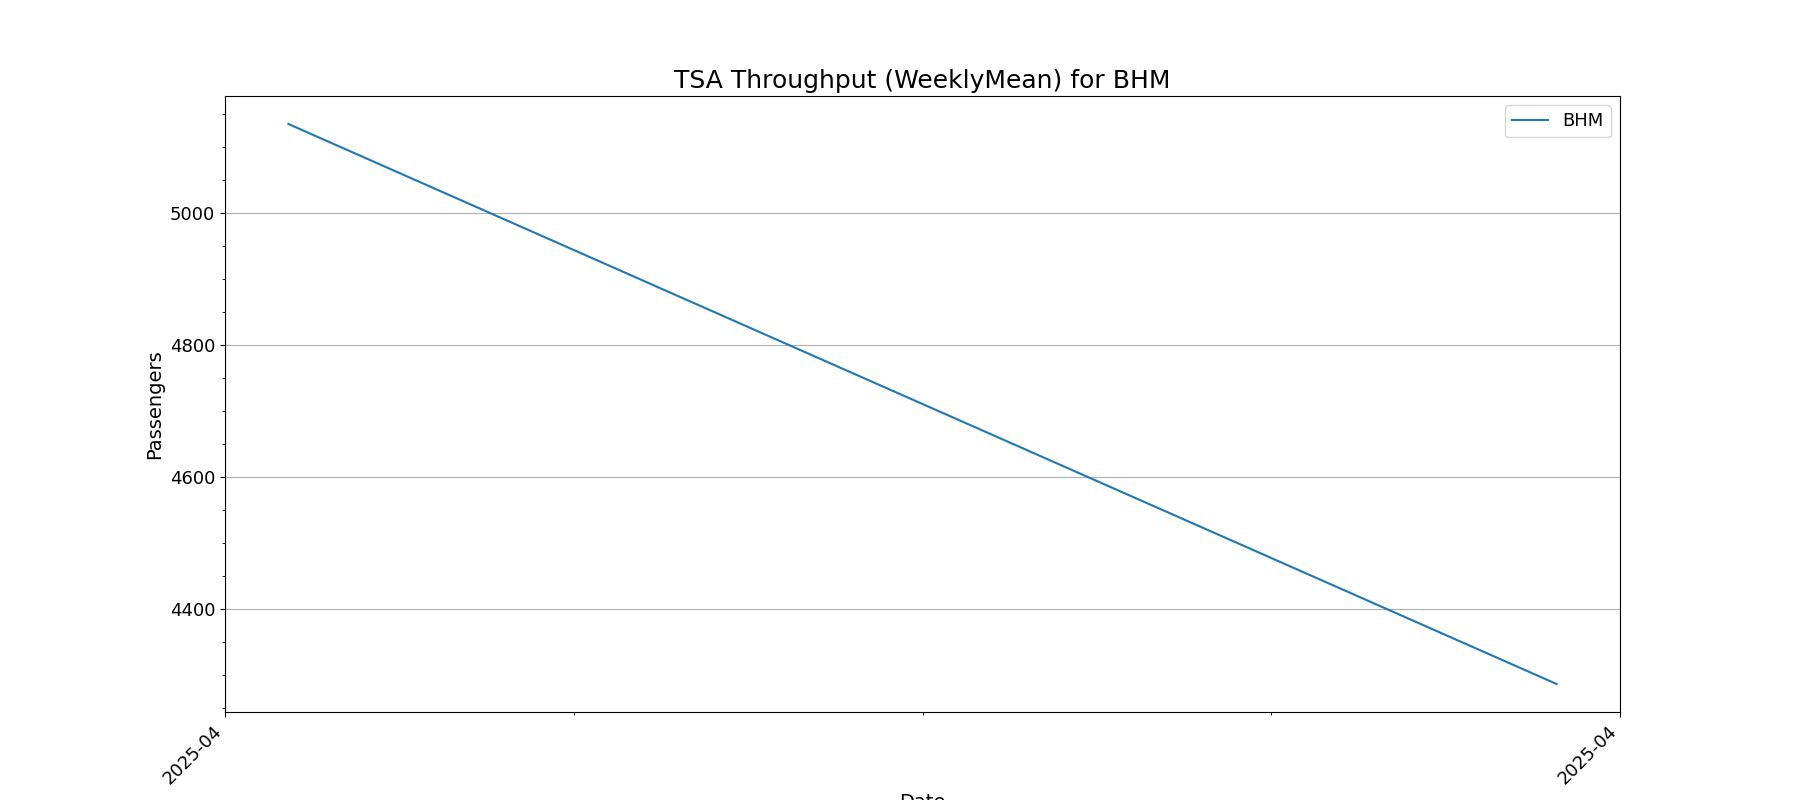 TSA Throughput (WeeklyMean) for BHM
BHM
5000
4800
4600
4400
Passengers
2025-04
2025-04
Date